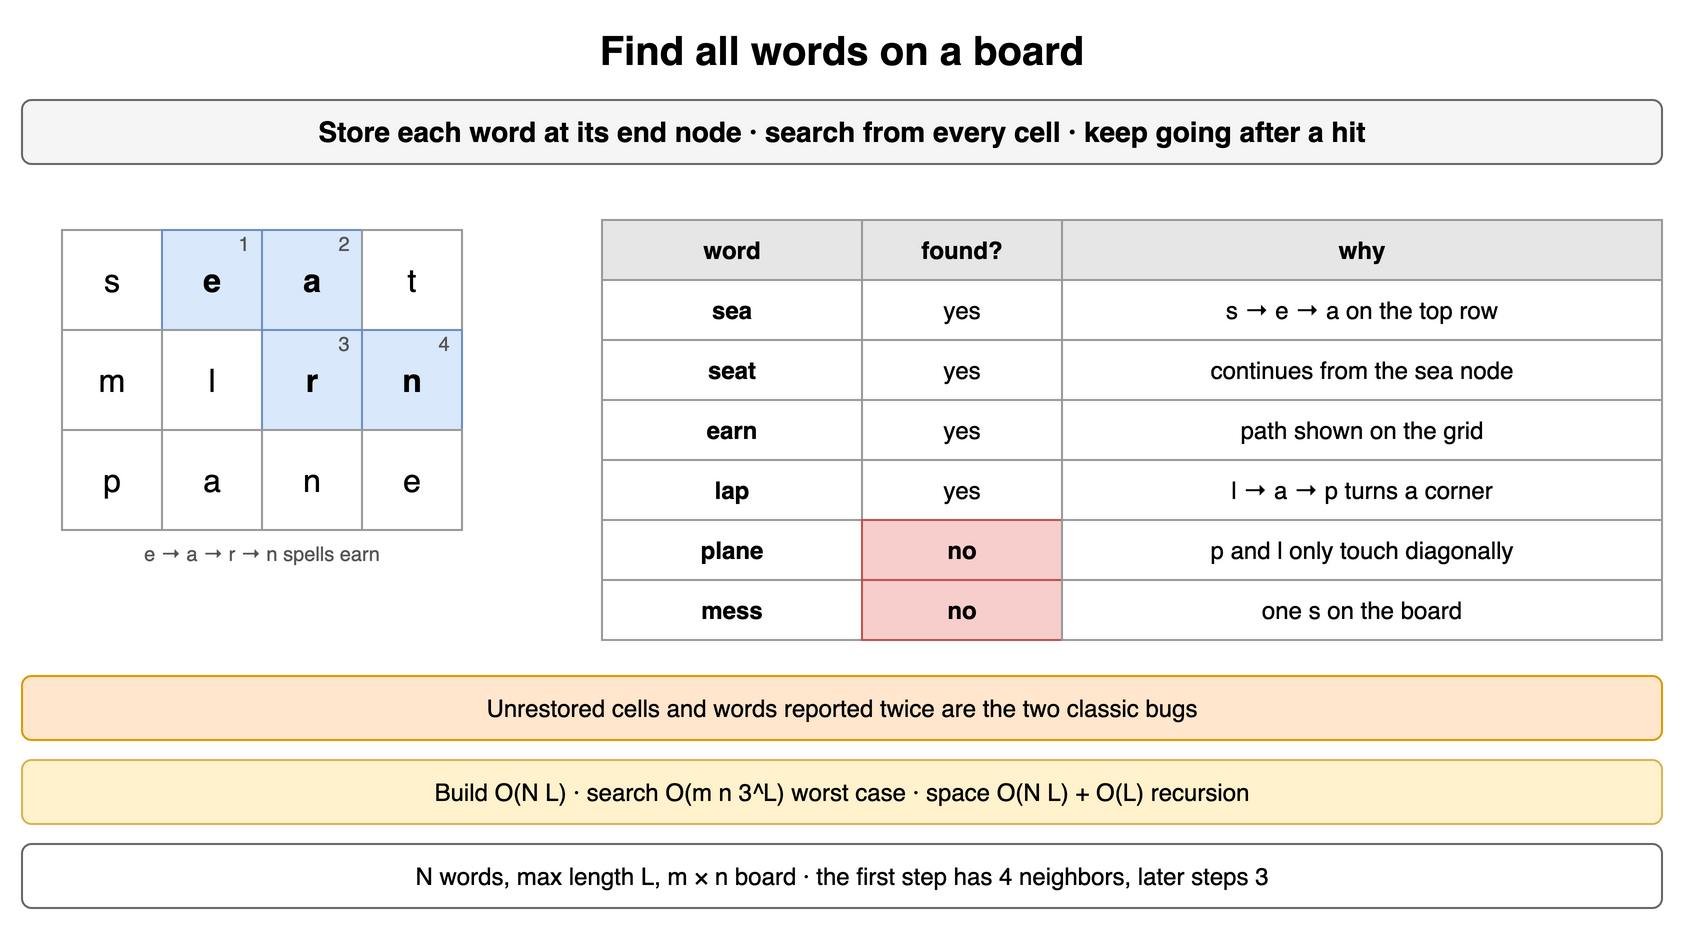 Find all words on a board
Store each word at its end node · search from every cell · keep going after a hit
s e 1 a 2 t
m l r 3 n 4
p a n e
e → a → r → n spells earn
word found? why
sea yes s → e → a on the top row
seat yes continues from the sea node
earn yes path shown on the grid
lap yes l → a → p turns a corner
plane no p and l only touch diagonally
mess no one s on the board
Unrestored cells and words reported twice are the two classic bugs
Build O(N L) · search O(m n 3^L) worst case · space O(N L) + O(L) recursion
N words, max length L, m × n board · the first step has 4 neighbors, later steps 3